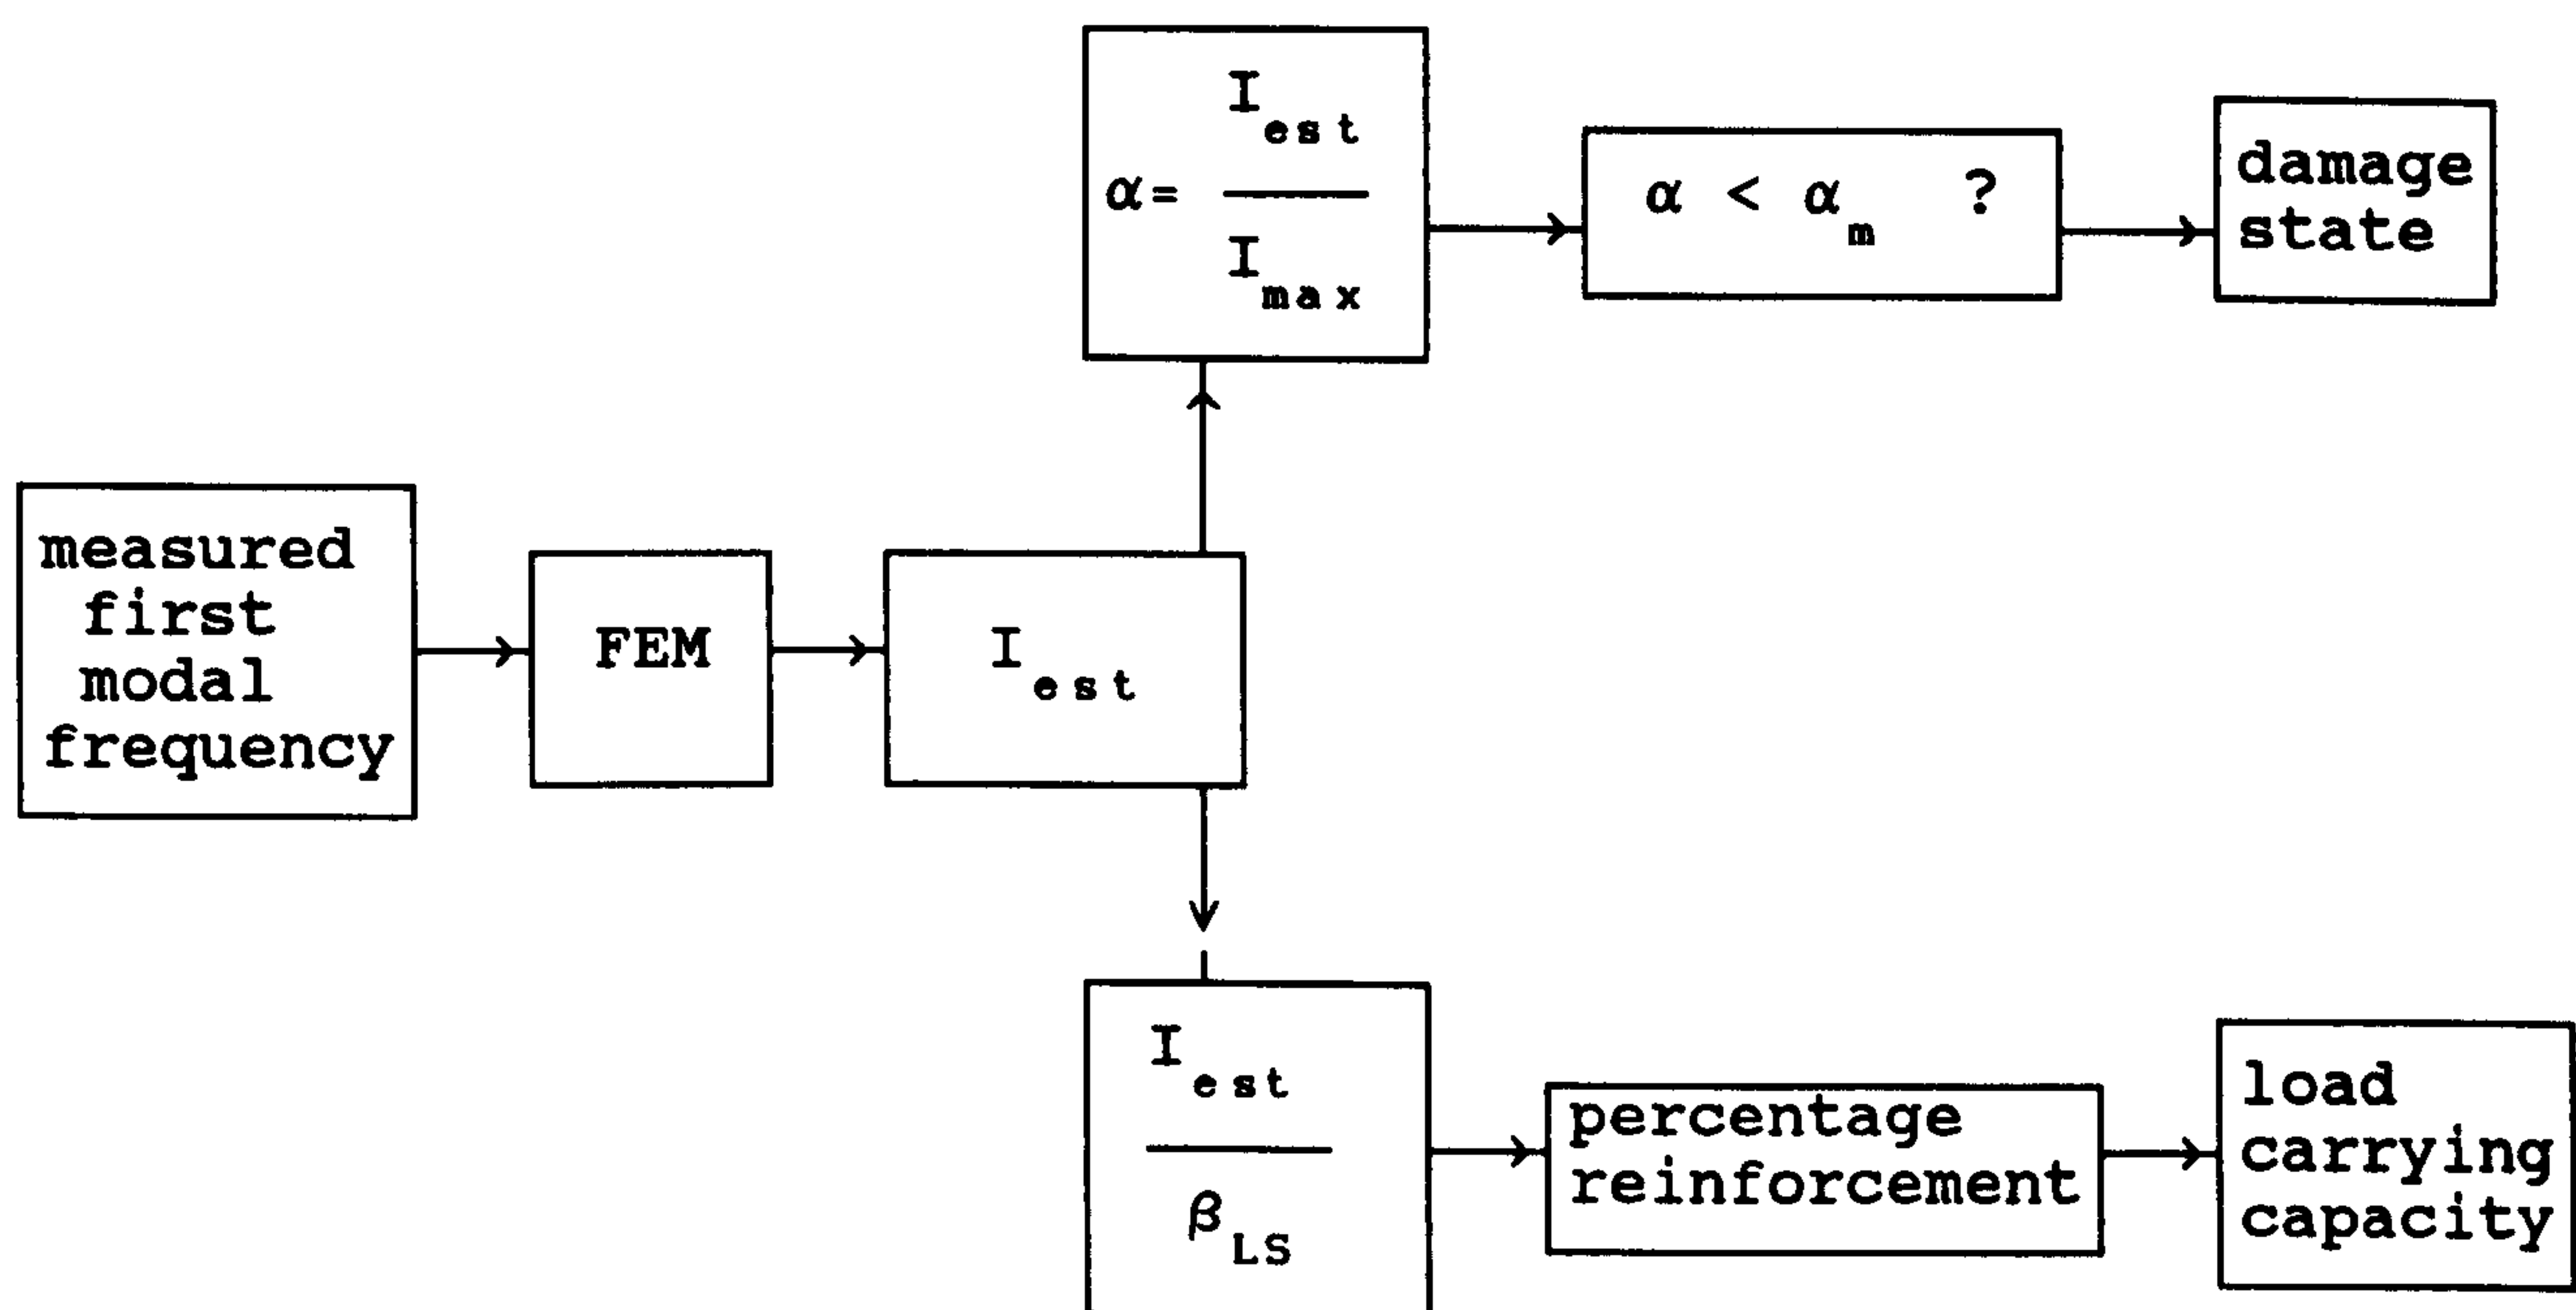 I
est
α=
I
max
α < α ?
m
damage
state
measured
first
modal
frequency
FEM
I
est
I
est
β
LS
percentage
reinforcement
load
carrying
capacity